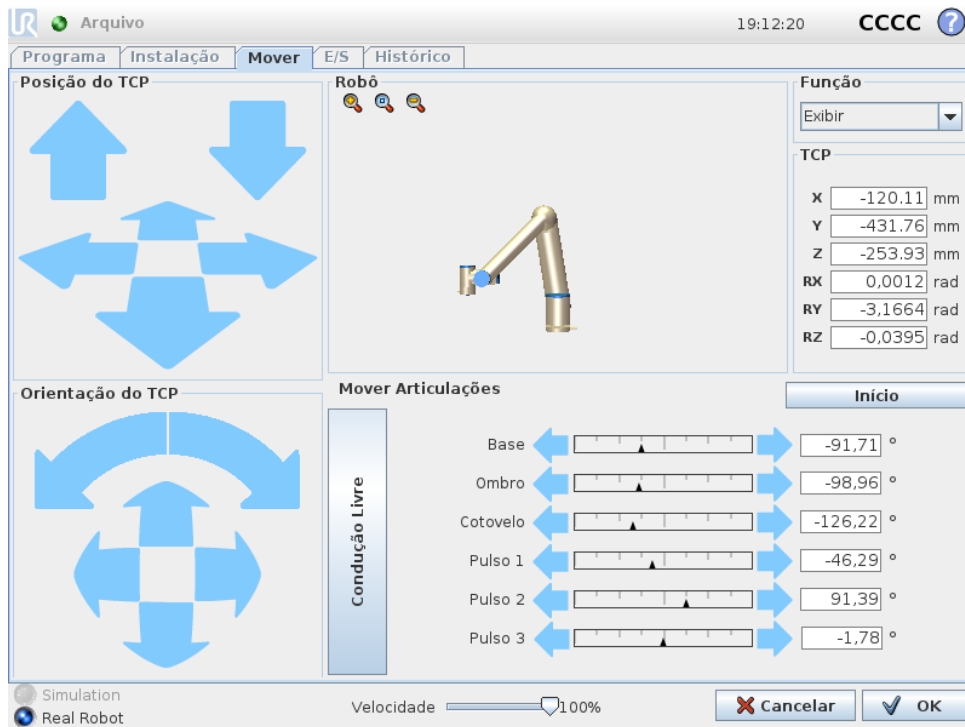 UR Arquivo 19:12:20 CCCC ?
Programa Instalação Mover E/S Histórico
Posição do TCP
Robô
Função
Exibir
TCP
X -120.11 mm
Y -431.76 mm
Z -253.93 mm
RX 0,0012 rad
RY -3,1664 rad
RZ -0,0395 rad
Orientação do TCP
Mover Articulações
Início
Condução Livre
Base -91,71 °
Ombro -98,96 °
Cotovelo -126,22 °
Pulso 1 -46,29 °
Pulso 2 91,39 °
Pulso 3 -1,78 °
Simulation
Real Robot
Velocidade 100%
Cancelar
OK